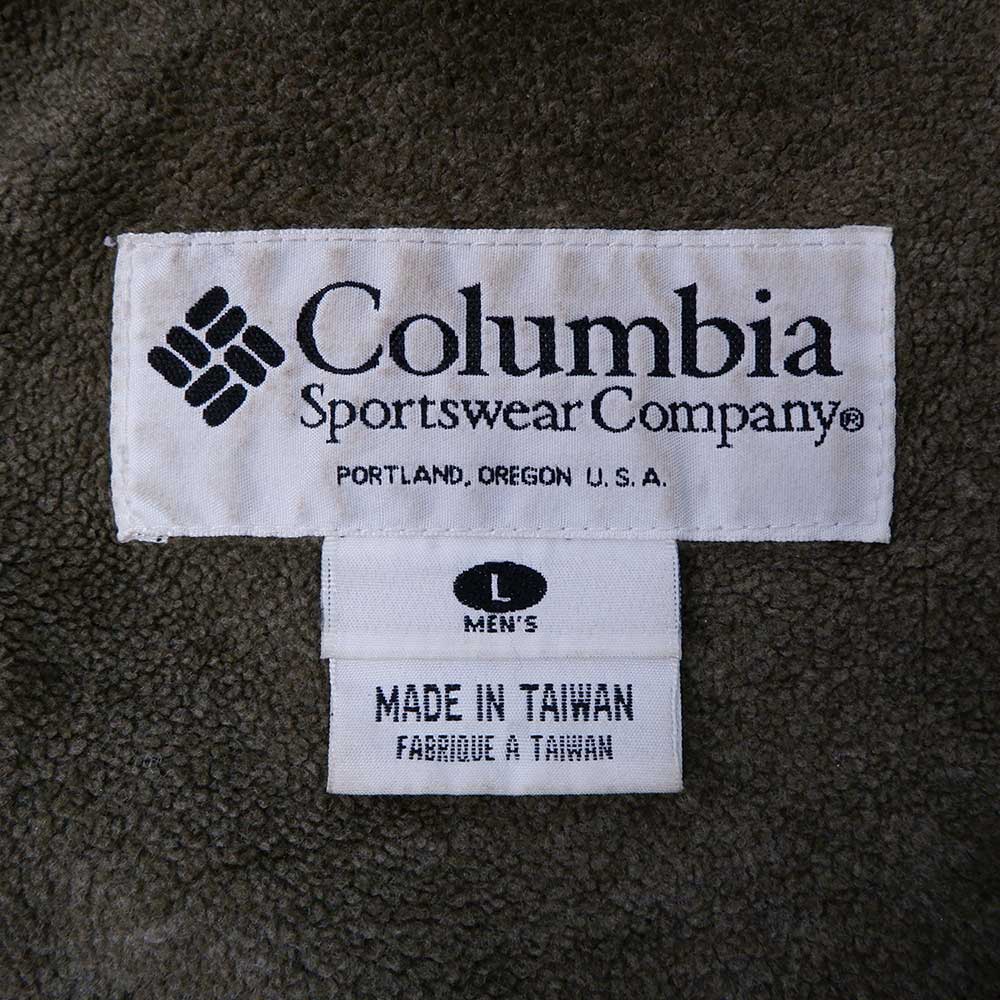 Columbia
Sportswear Company®
PORTLAND, OREGON U.S.A.
L
MEN'S
MADE IN TAIWAN
FABRIQUE A TAIWAN